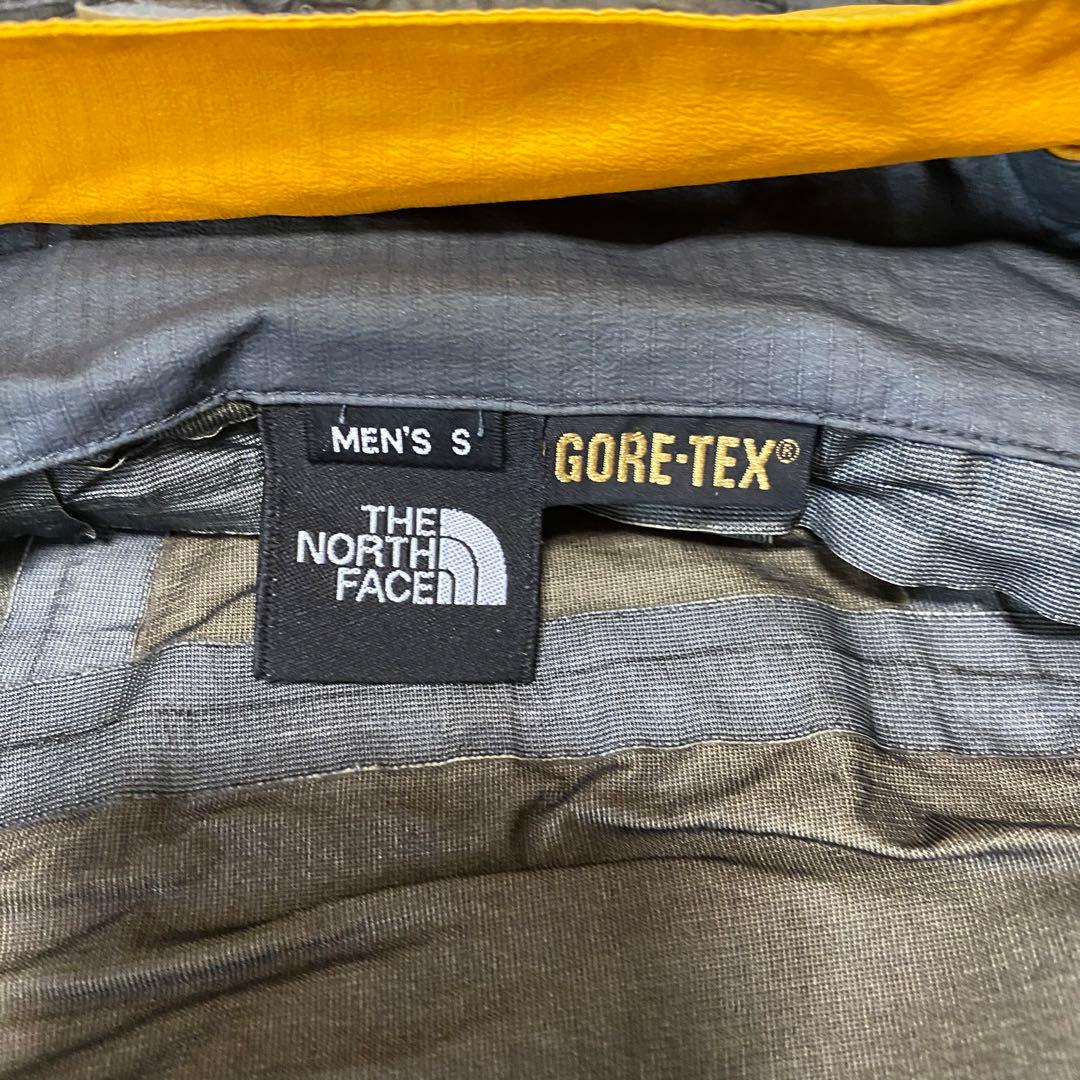 MEN'S S
GORE-TEX®
THE
NORTH
FACE